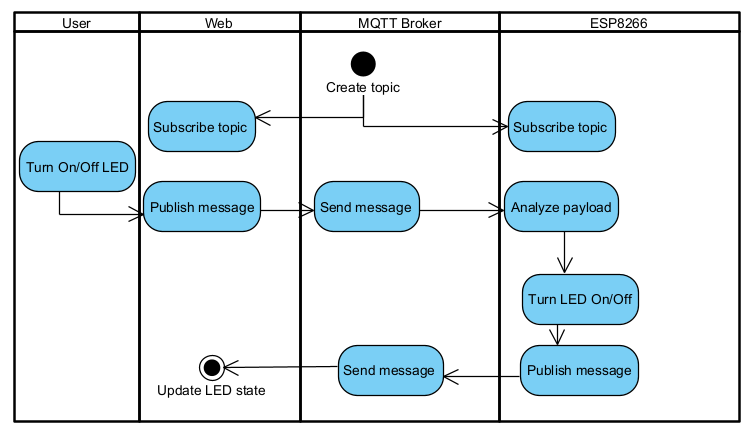 User
Web
MQTT Broker
ESP8266
Create topic
Subscribe topic
Subscribe topic
Turn On/Off LED
Publish message
Send message
Analyze payload
Turn LED On/Off
Send message
Publish message
Update LED state